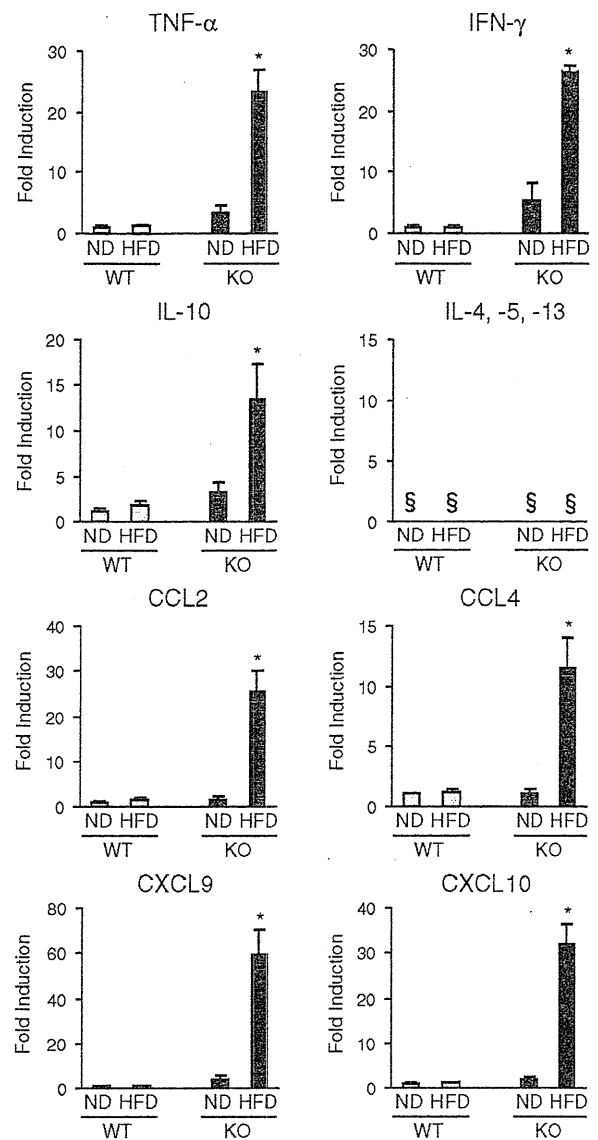 TNF-α
Fold Induction
30
20
10
0
*
ND HFD ND HFD
WT KO
IFN-γ
Fold Induction
30
20
10
0
*
ND HFD ND HFD
WT KO
IL-10
Fold Induction
20
15
10
5
0
*
ND HFD ND HFD
WT KO
IL-4, -5, -13
Fold Induction
15
10
5
0
§ § § §
ND HFD ND HFD
WT KO
CCL2
Fold Induction
40
30
20
10
0
*
ND HFD ND HFD
WT KO
CCL4
Fold Induction
15
10
5
0
*
ND HFD ND HFD
WT KO
CXCL9
Fold Induction
80
60
40
20
0
*
ND HFD ND HFD
WT KO
CXCL10
Fold Induction
40
30
20
10
0
*
ND HFD ND HFD
WT KO